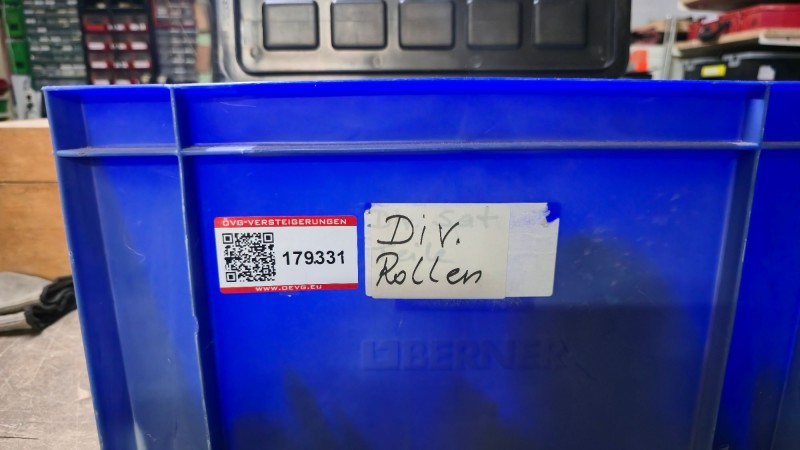 ÖVG-VERSTEIGERUNGEN
179331
WWW.OEVG.EU
Div.
Rollen
BERNER